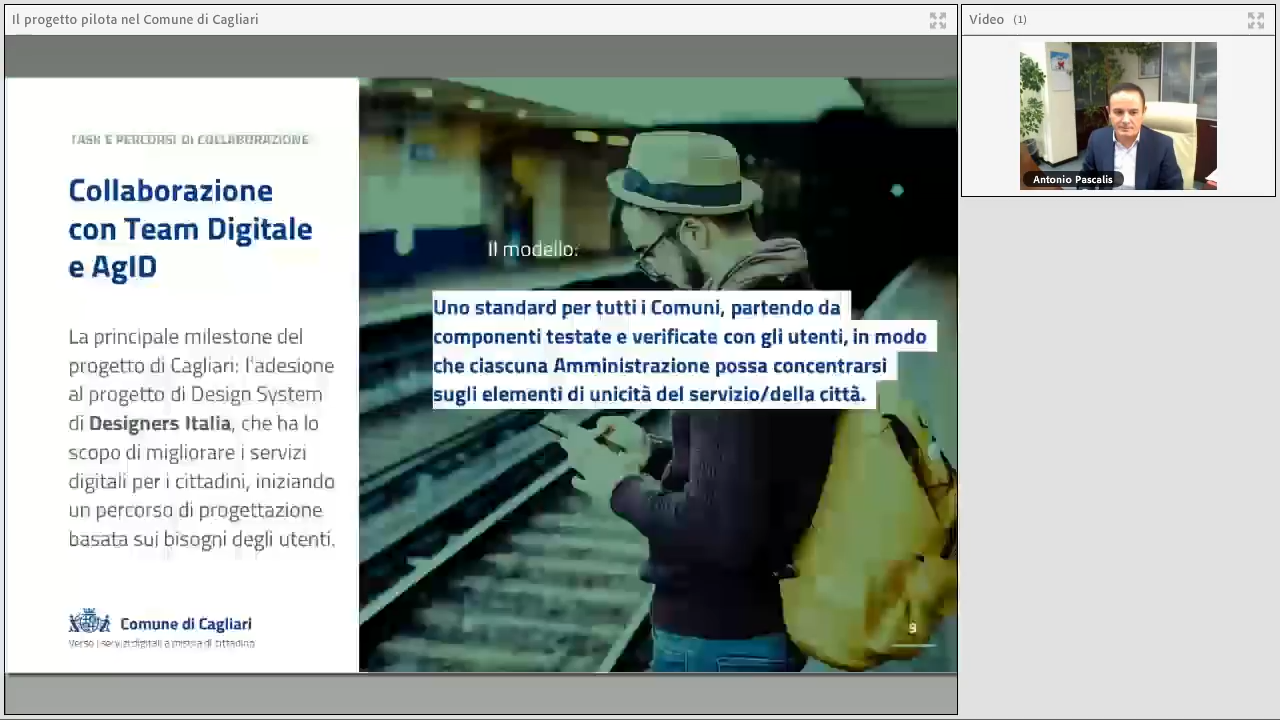 Il progetto pilota nel Comune di Cagliari
Video (1)
Antonio Pascalis
TASK E PERCORSI DI COLLABORAZIONE
Collaborazione
con Team Digitale
e AgID
La principale milestone del
progetto di Cagliari: l'adesione
al progetto di Design System
di Designers Italia, che ha lo
scopo di migliorare i servizi
digitali per i cittadini, iniziando
un percorso di progettazione
basata sui bisogni degli utenti.
Comune di Cagliari
Verso i servizi digitali a misura di cittadino
Il modello:
Uno standard per tutti i Comuni, partendo da
componenti testate e verificate con gli utenti, in modo
che ciascuna Amministrazione possa concentrarsi
sugli elementi di unicità del servizio/della città.
9